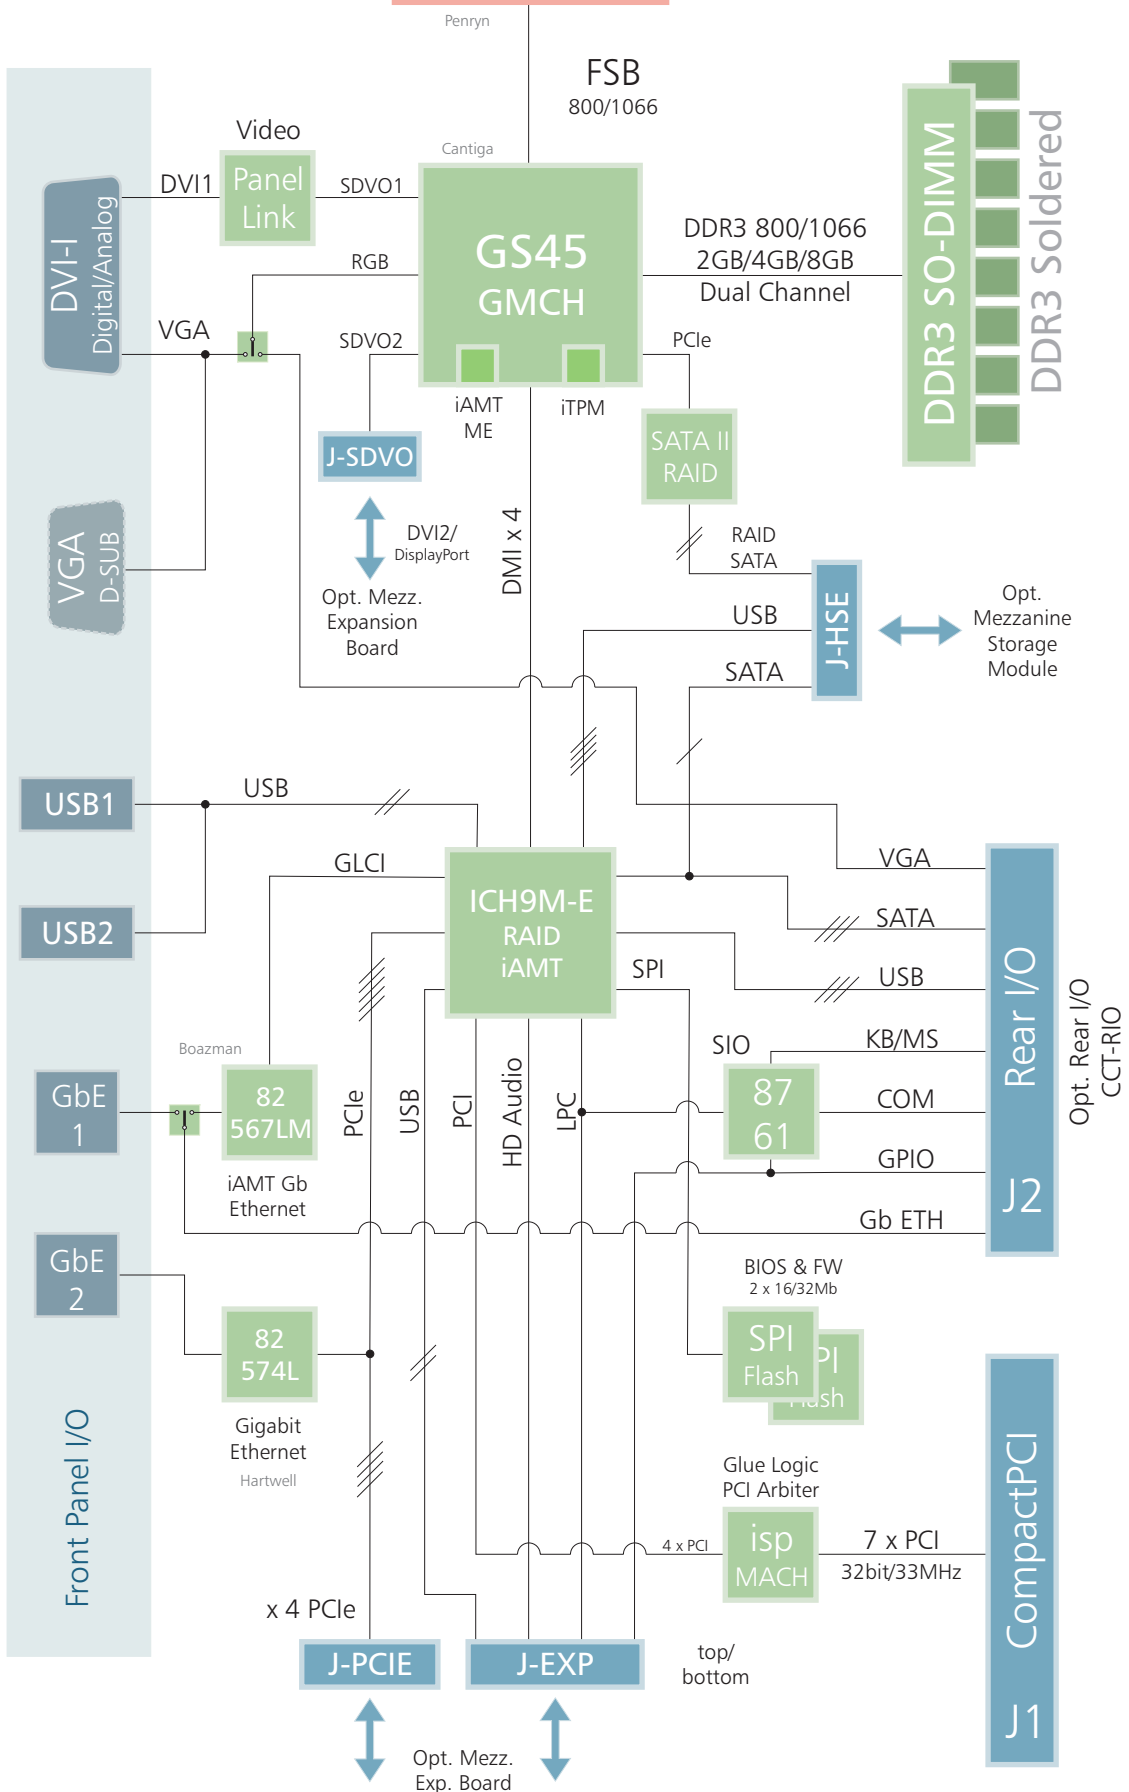 Penryn
FSB
800/1066
Video
Cantiga
Panel
Link
DVI1
SDVO1
DVI-I
Digital/Analog
GS45
GMCH
DDR3 800/1066
2GB/4GB/8GB
Dual Channel
DDR3 SO-DIMM
DDR3 Soldered
RGB
VGA
SDVO2
PCIe
iAMT
ME
iTPM
J-SDVO
SATA II
RAID
DVI2/
DisplayPort
DMI x 4
RAID
SATA
VGA
D-SUB
Opt. Mezz.
Expansion
Board
USB
J-HSE
Opt.
Mezzanine
Storage
Module
SATA
USB1
USB
USB2
GLCI
ICH9M-E
RAID
iAMT
VGA
SATA
SPI
USB
Rear I/O
J2
Opt. Rear I/O
CCT-RIO
Boazman
SIO
KB/MS
GbE
1
82
567LM
PCIe
USB
PCI
HD Audio
LPC
87
61
COM
iAMT Gb
Ethernet
GPIO
Gb ETH
GbE
2
BIOS & FW
2 x 16/32Mb
82
574L
SPI
Flash
PI
ash
Gigabit
Ethernet
Hartwell
Front Panel I/O
Glue Logic
PCI Arbiter
4 x PCI
isp
MACH
7 x PCI
32bit/33MHz
CompactPCI
J1
x 4 PCIe
J-PCIE
J-EXP
top/
bottom
Opt. Mezz.
Exp. Board